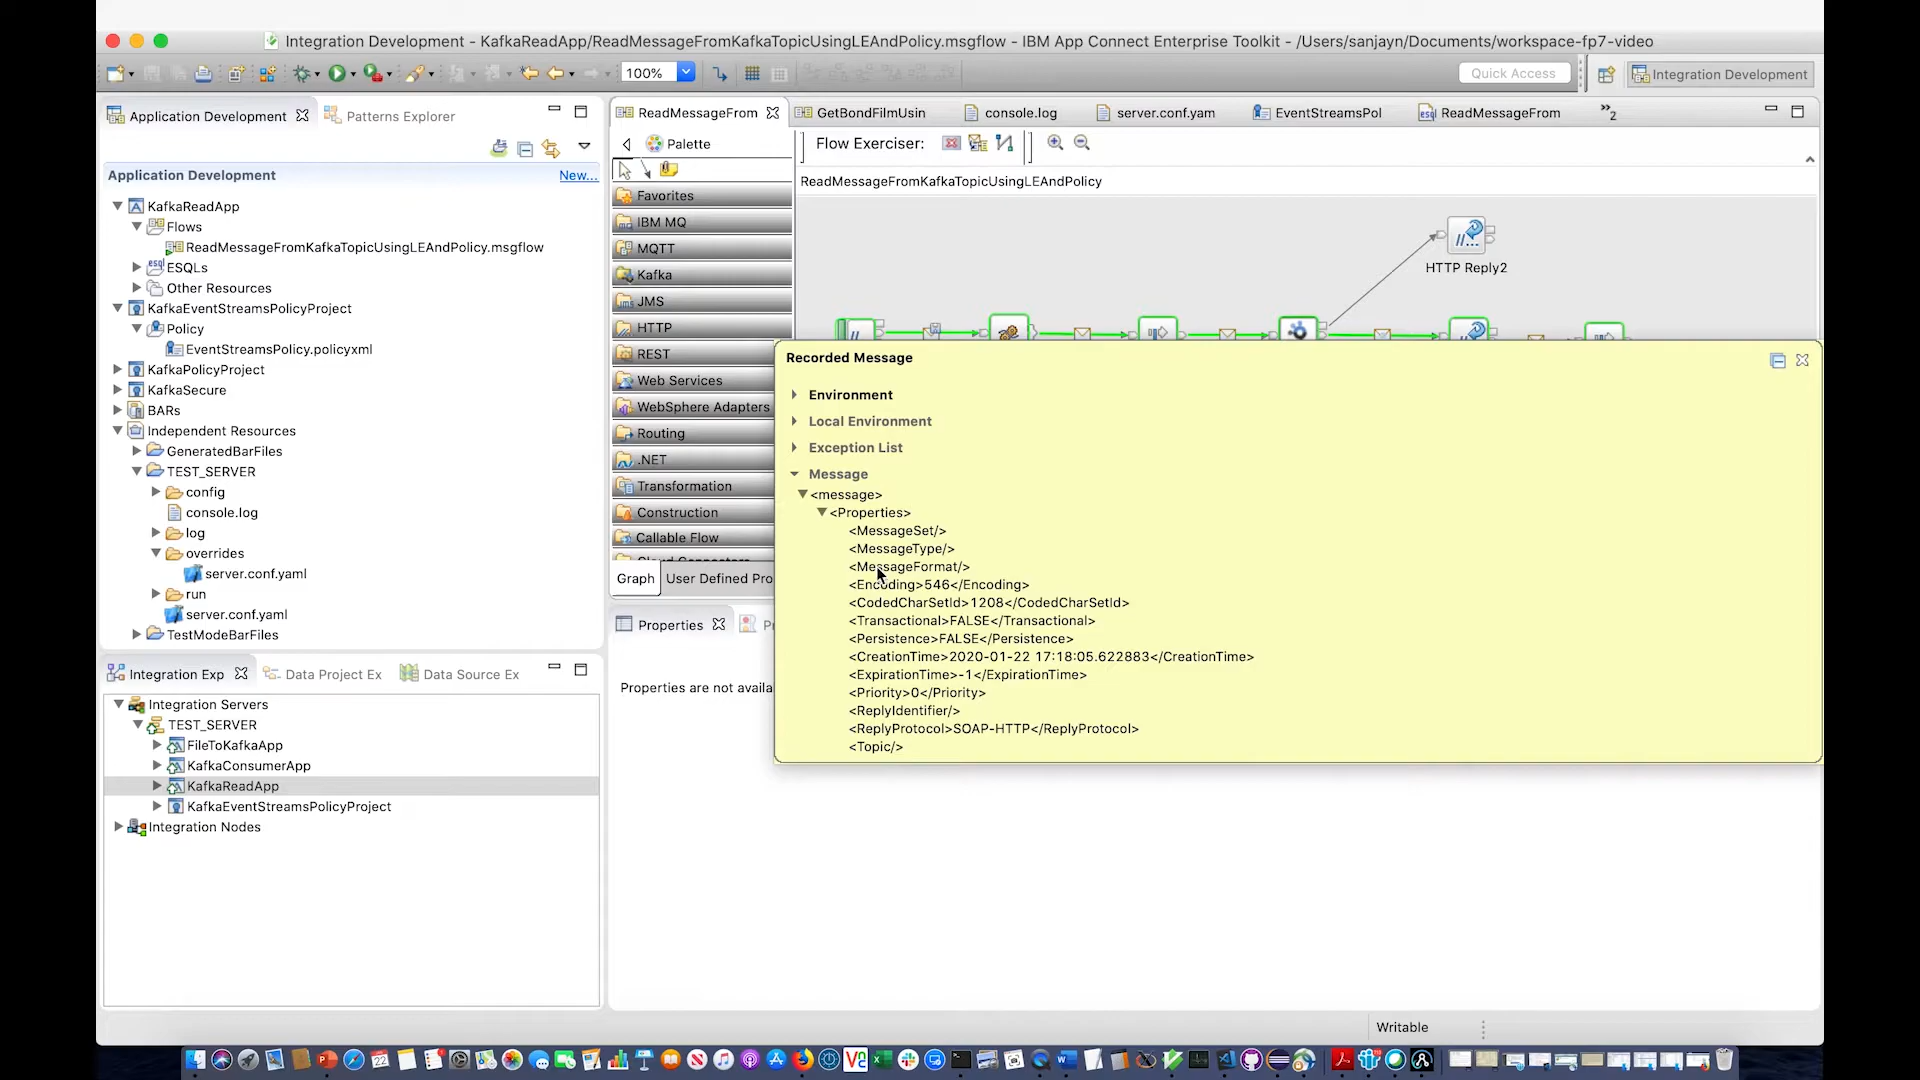 Integration Development - KafkaReadApp/ReadMessageFromKafkaTopicUsingLEAndPolicy.msgflow - IBM App Connect Enterprise Toolkit - /Users/sanjayn/Documents/workspace-fp7-video
100%
Quick Access
Integration Development
Application Development
Patterns Explorer
Application Development
New...
KafkaReadApp
Flows
ReadMessageFromKafkaTopicUsingLEAndPolicy.msgflow
ESQLs
Other Resources
KafkaEventStreamsPolicyProject
Policy
EventStreamsPolicy.policyxml
KafkaPolicyProject
KafkaSecure
BARs
Independent Resources
GeneratedBarFiles
TEST_SERVER
config
console.log
log
overrides
server.conf.yaml
run
server.conf.yaml
TestModeBarFiles
Integration Exp
Data Project Ex
Data Source Ex
Integration Servers
TEST_SERVER
FileToKafkaApp
KafkaConsumerApp
KafkaReadApp
KafkaEventStreamsPolicyProject
Integration Nodes
ReadMessageFrom
GetBondFilmUsin
console.log
server.conf.yam
EventStreamsPol
ReadMessageFrom
2
Palette
Flow Exerciser:
Favorites
IBM MQ
MQTT
Kafka
JMS
HTTP
REST
Web Services
WebSphere Adapters
Routing
.NET
Transformation
Construction
Callable Flow
Cloud Connectors
Graph
User Defined Pro
Properties
Properties are not availa
ReadMessageFromKafkaTopicUsingLEAndPolicy
HTTP Reply2
Recorded Message
Environment
Local Environment
Exception List
Message
<message>
<Properties>
<MessageSet/>
<MessageType/>
<MessageFormat/>
<Encoding>546</Encoding>
<CodedCharSetId>1208</CodedCharSetId>
<Transactional>FALSE</Transactional>
<Persistence>FALSE</Persistence>
<CreationTime>2020-01-22 17:18:05.622883</CreationTime>
<ExpirationTime>-1</ExpirationTime>
<Priority>0</Priority>
<ReplyIdentifier/>
<ReplyProtocol>SOAP-HTTP</ReplyProtocol>
<Topic/>
Writable